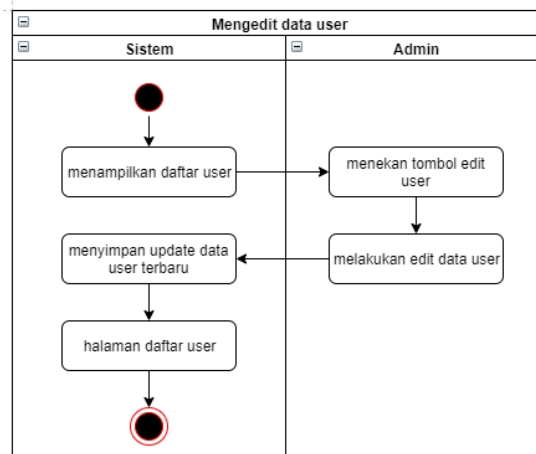 Mengedit data user
Sistem
Admin
menampilkan daftar user
menekan tombol edit
user
melakukan edit data user
menyimpan update data
user terbaru
halaman daftar user